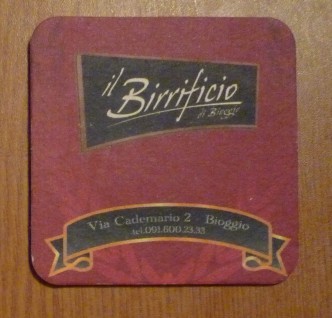 il
Birrificio
di Bioggio
Via Cademario 2 - Bioggio
tel.091.600.23.33